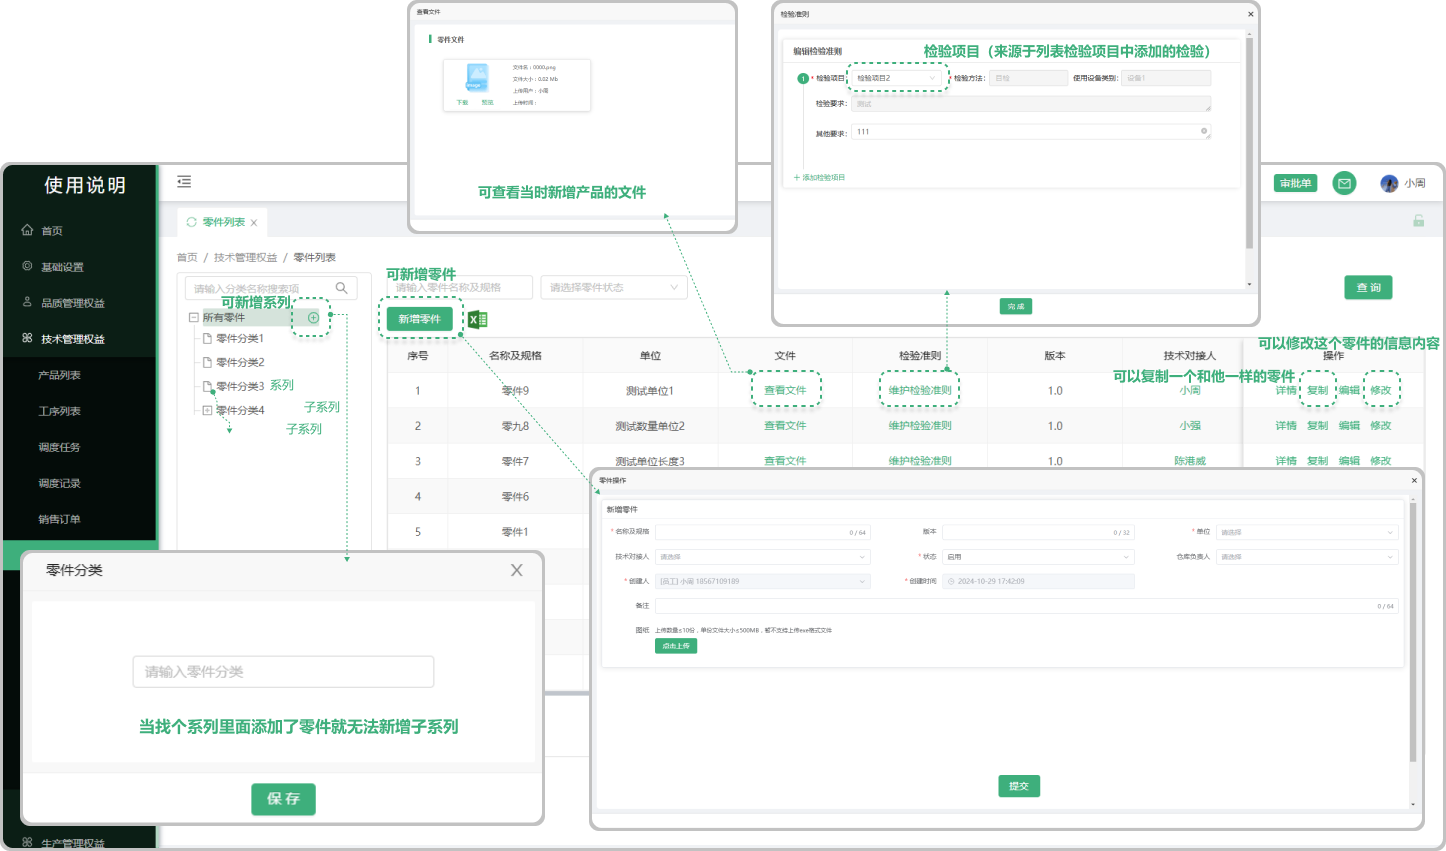 查看文件
零件文件
文件名：0000.png
文件大小：0.02 Mb
上传用户：小周
上传时间：
下载 预览
可查看当时新增产品的文件
检验准则
编辑检验准则
检验项目（来源于列表检验项目中添加的检验）
1 * 检验项目 检验项目2 * 检验方法： 目检 使用设备类别： 设备1
检验要求： 测试
其他要求： 111
+ 添加检验项目
完成
使用说明
首页
基础设置
品质管理权益
技术管理权益
产品列表
工序列表
调度任务
调度记录
销售订单
生产管理权益
审批单
小周
零件列表
首页 / 技术管理权益 / 零件列表
请输入分类名称搜索项
可新增系列
所有零件
零件分类1
零件分类2
零件分类3 系列
零件分类4 子系列
子系列
可新增零件
请输入零件名称及规格 请选择零件状态
查询
新增零件
可以修改这个零件的信息内容
可以复制一个和他一样的零件
序号 名称及规格 单位 文件 检验准则 版本 技术对接人 操作
1 零件9 测试单位1 查看文件 维护检验准则 1.0 小周 详情 复制 编辑 修改
2 零九8 测试数量单位2 查看文件 维护检验准则 1.0 小强 详情 复制 编辑 修改
3 零件7 测试单位长度3 查看文件 维护检验准则 1.0 陈港威 详情 复制 编辑 修改
4 零件6
5 零件1
零件分类
X
请输入零件分类
当找个系列里面添加了零件就无法新增子系列
保存
零件操作
新增零件
* 名称及规格 0 / 64 版本 0 / 32 * 单位 请选择
技术对接人 请选择 * 状态 启用 仓库负责人 请选择
* 创建人 [员工] 小周 18567109189 * 创建时间 2024-10-29 17:42:09
备注 0 / 64
图纸 上传数量≤10份，单份文件大小≤500MB，暂不支持上传exe格式文件
点击上传
提交